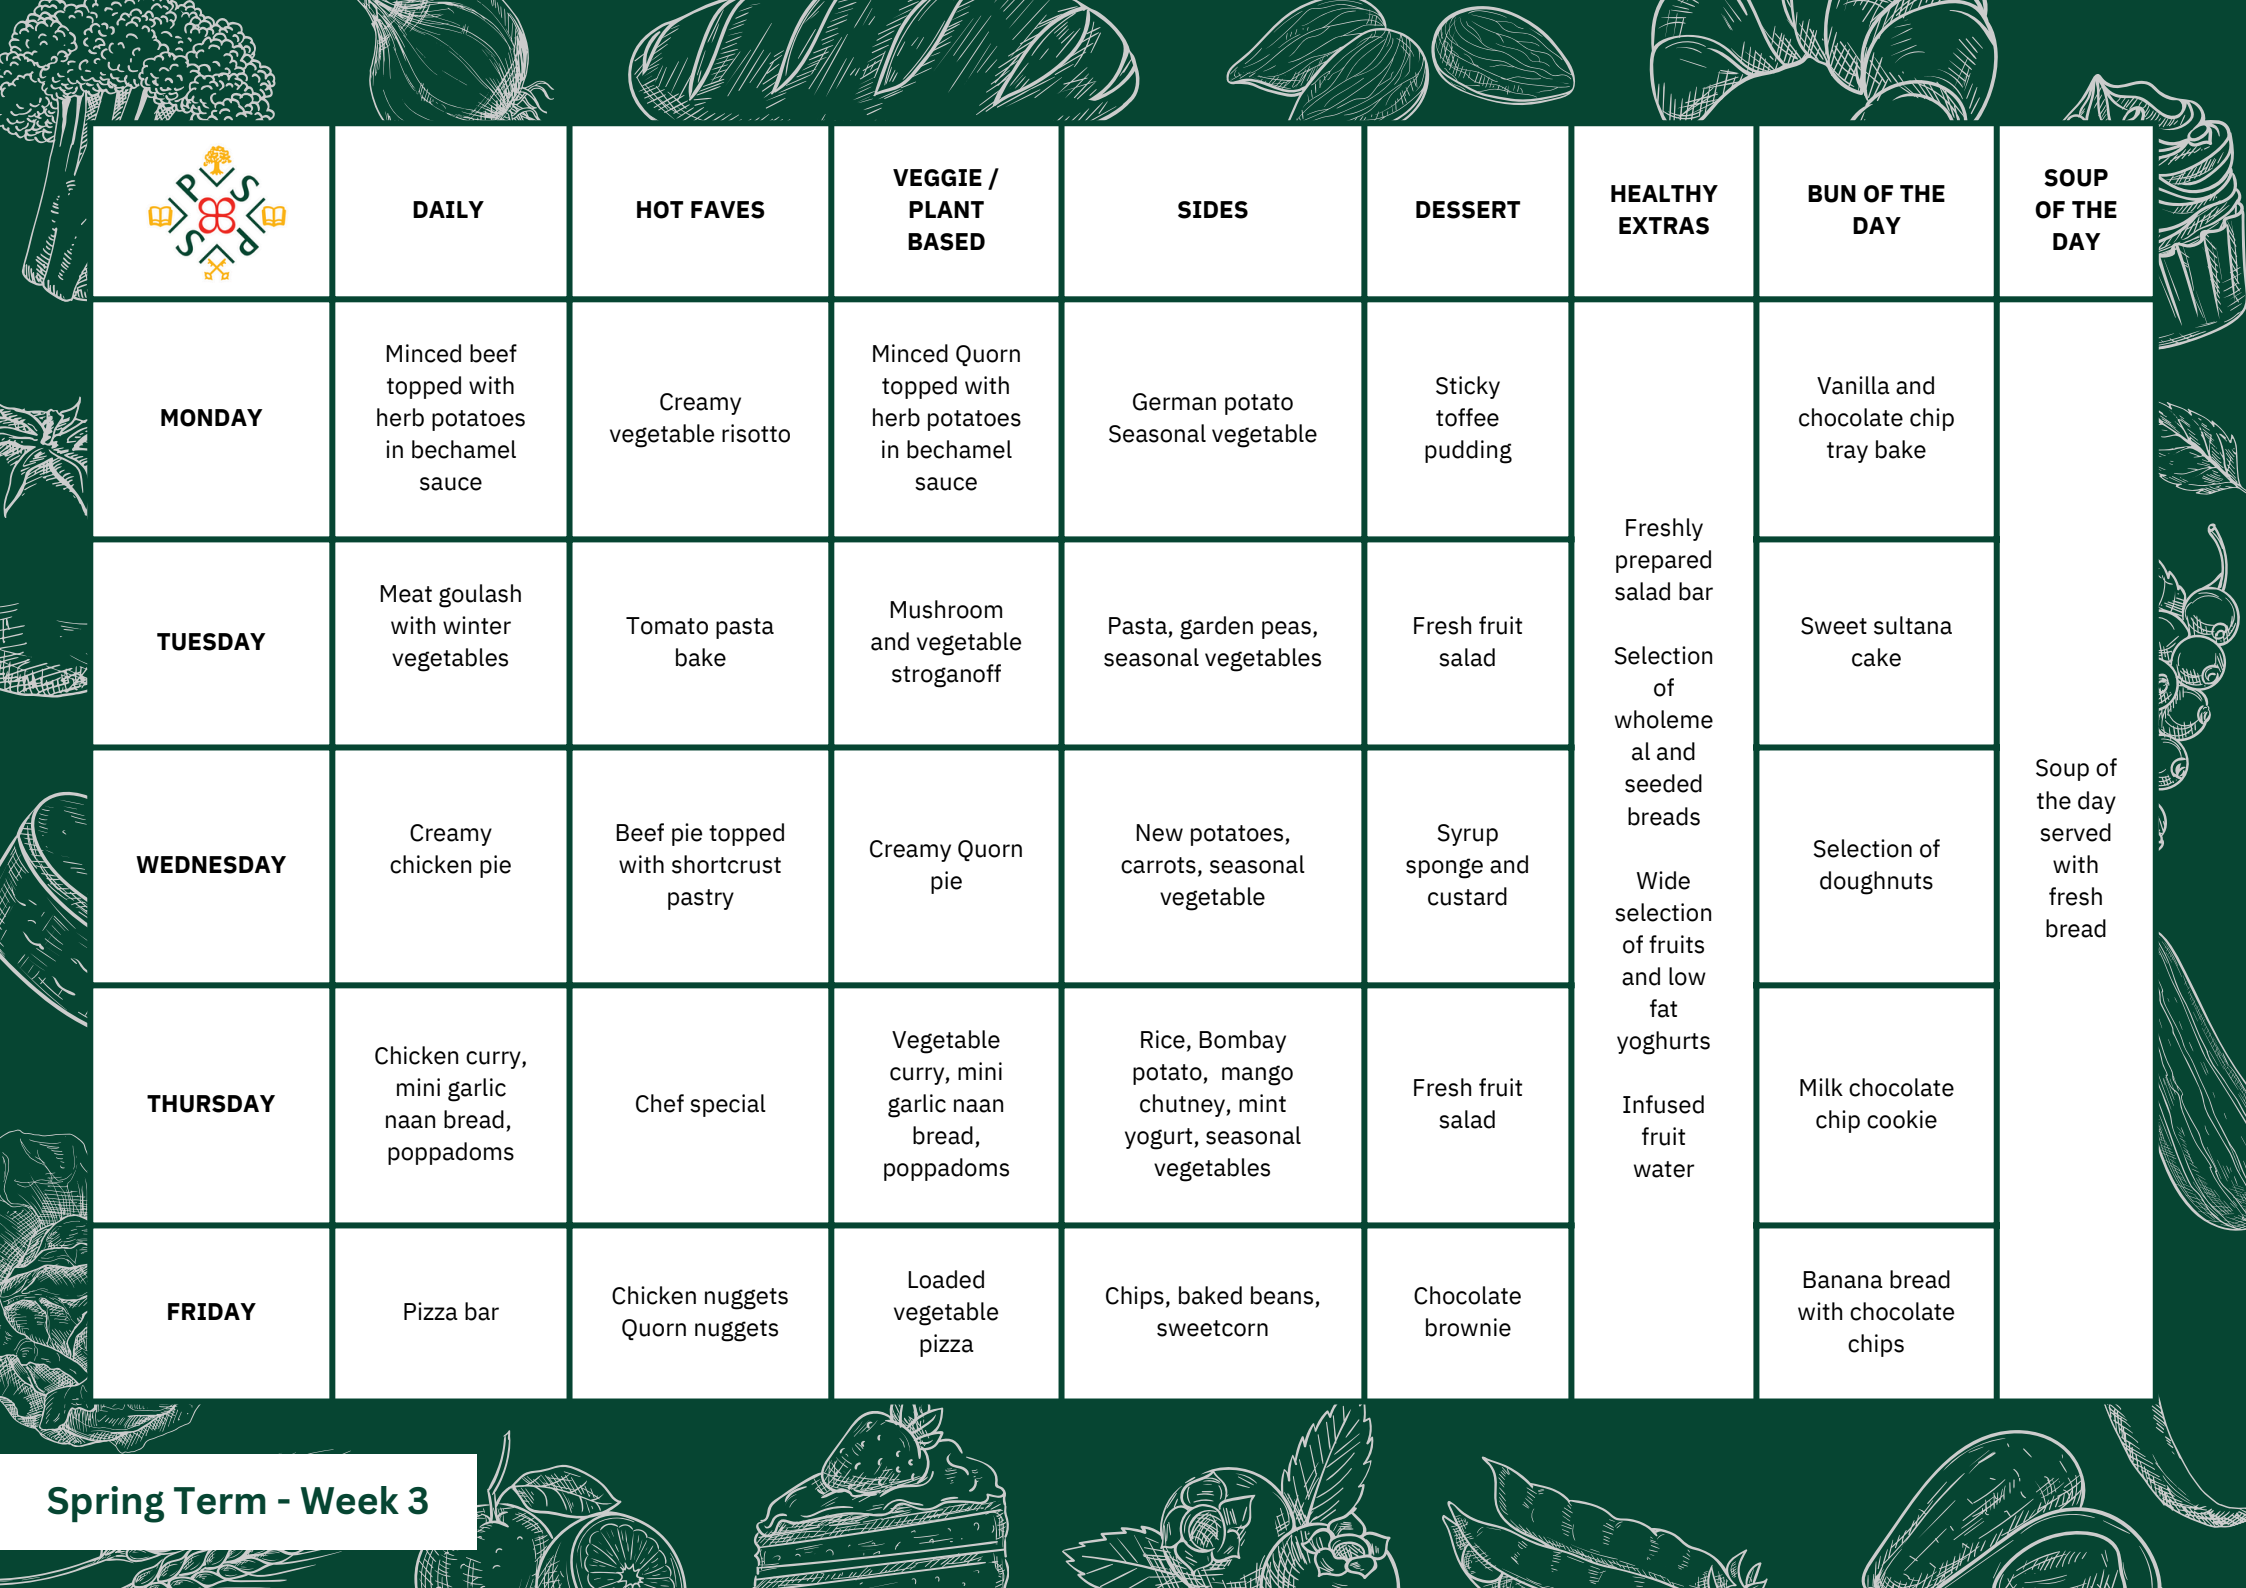 P S
S P
DAILY
HOT FAVES
VEGGIE /
PLANT
BASED
SIDES
DESSERT
HEALTHY
EXTRAS
BUN OF THE
DAY
SOUP
OF THE
DAY
MONDAY
Minced beef
topped with
herb potatoes
in bechamel
sauce
Creamy
vegetable risotto
Minced Quorn
topped with
herb potatoes
in bechamel
sauce
German potato
Seasonal vegetable
Sticky
toffee
pudding
Freshly
prepared
salad bar
Selection
of
wholeme
al and
seeded
breads
Wide
selection
of fruits
and low
fat
yoghurts
Infused
fruit
water
Vanilla and
chocolate chip
tray bake
Soup of
the day
served
with
fresh
bread
TUESDAY
Meat goulash
with winter
vegetables
Tomato pasta
bake
Mushroom
and vegetable
stroganoff
Pasta, garden peas,
seasonal vegetables
Fresh fruit
salad
Sweet sultana
cake
WEDNESDAY
Creamy
chicken pie
Beef pie topped
with shortcrust
pastry
Creamy Quorn
pie
New potatoes,
carrots, seasonal
vegetable
Syrup
sponge and
custard
Selection of
doughnuts
THURSDAY
Chicken curry,
mini garlic
naan bread,
poppadoms
Chef special
Vegetable
curry, mini
garlic naan
bread,
poppadoms
Rice, Bombay
potato, mango
chutney, mint
yogurt, seasonal
vegetables
Fresh fruit
salad
Milk chocolate
chip cookie
FRIDAY
Pizza bar
Chicken nuggets
Quorn nuggets
Loaded
vegetable
pizza
Chips, baked beans,
sweetcorn
Chocolate
brownie
Banana bread
with chocolate
chips
Spring Term - Week 3